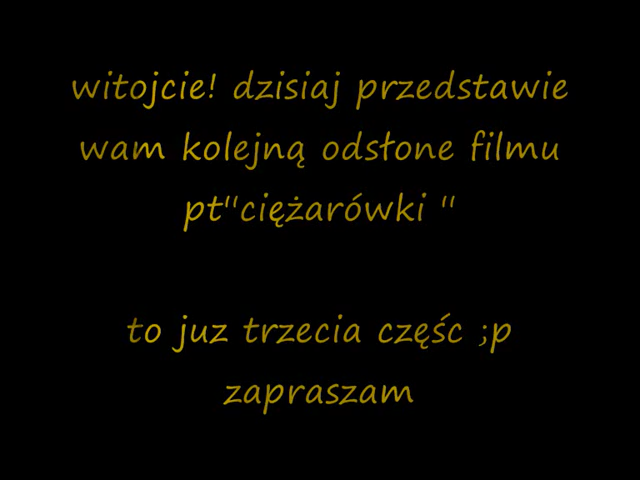 witojcie! dzisiaj przedstawie
wam kolejną odsłone filmu
pt"ciężarówki "
to juz trzecia częśc ;p
zapraszam